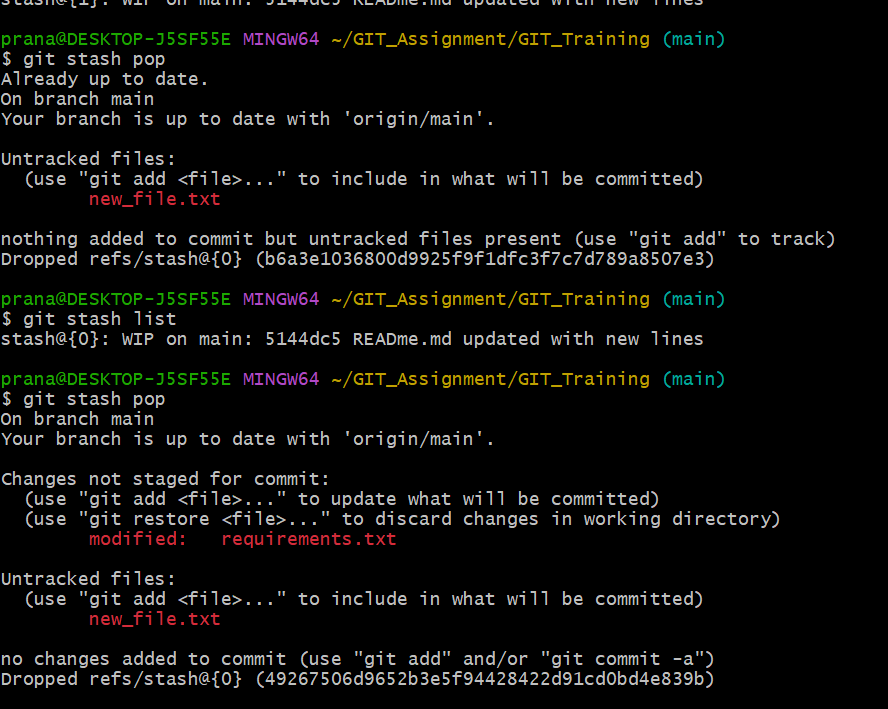 stash@{1}: WIP on main: 5144dc5 READme.md updated with new lines
prana@DESKTOP-J5SF55E MINGW64 ~/GIT_Assignment/GIT_Training (main)
$ git stash pop
Already up to date.
On branch main
Your branch is up to date with 'origin/main'.
Untracked files:
  (use "git add <file>..." to include in what will be committed)
        new_file.txt
nothing added to commit but untracked files present (use "git add" to track)
Dropped refs/stash@{0} (b6a3e1036800d9925f9f1dfc3f7c7d789a8507e3)
prana@DESKTOP-J5SF55E MINGW64 ~/GIT_Assignment/GIT_Training (main)
$ git stash list
stash@{0}: WIP on main: 5144dc5 READme.md updated with new lines
prana@DESKTOP-J5SF55E MINGW64 ~/GIT_Assignment/GIT_Training (main)
$ git stash pop
On branch main
Your branch is up to date with 'origin/main'.
Changes not staged for commit:
  (use "git add <file>..." to update what will be committed)
  (use "git restore <file>..." to discard changes in working directory)
        modified:   requirements.txt
Untracked files:
  (use "git add <file>..." to include in what will be committed)
        new_file.txt
no changes added to commit (use "git add" and/or "git commit -a")
Dropped refs/stash@{0} (49267506d9652b3e5f94428422d91cd0bd4e839b)